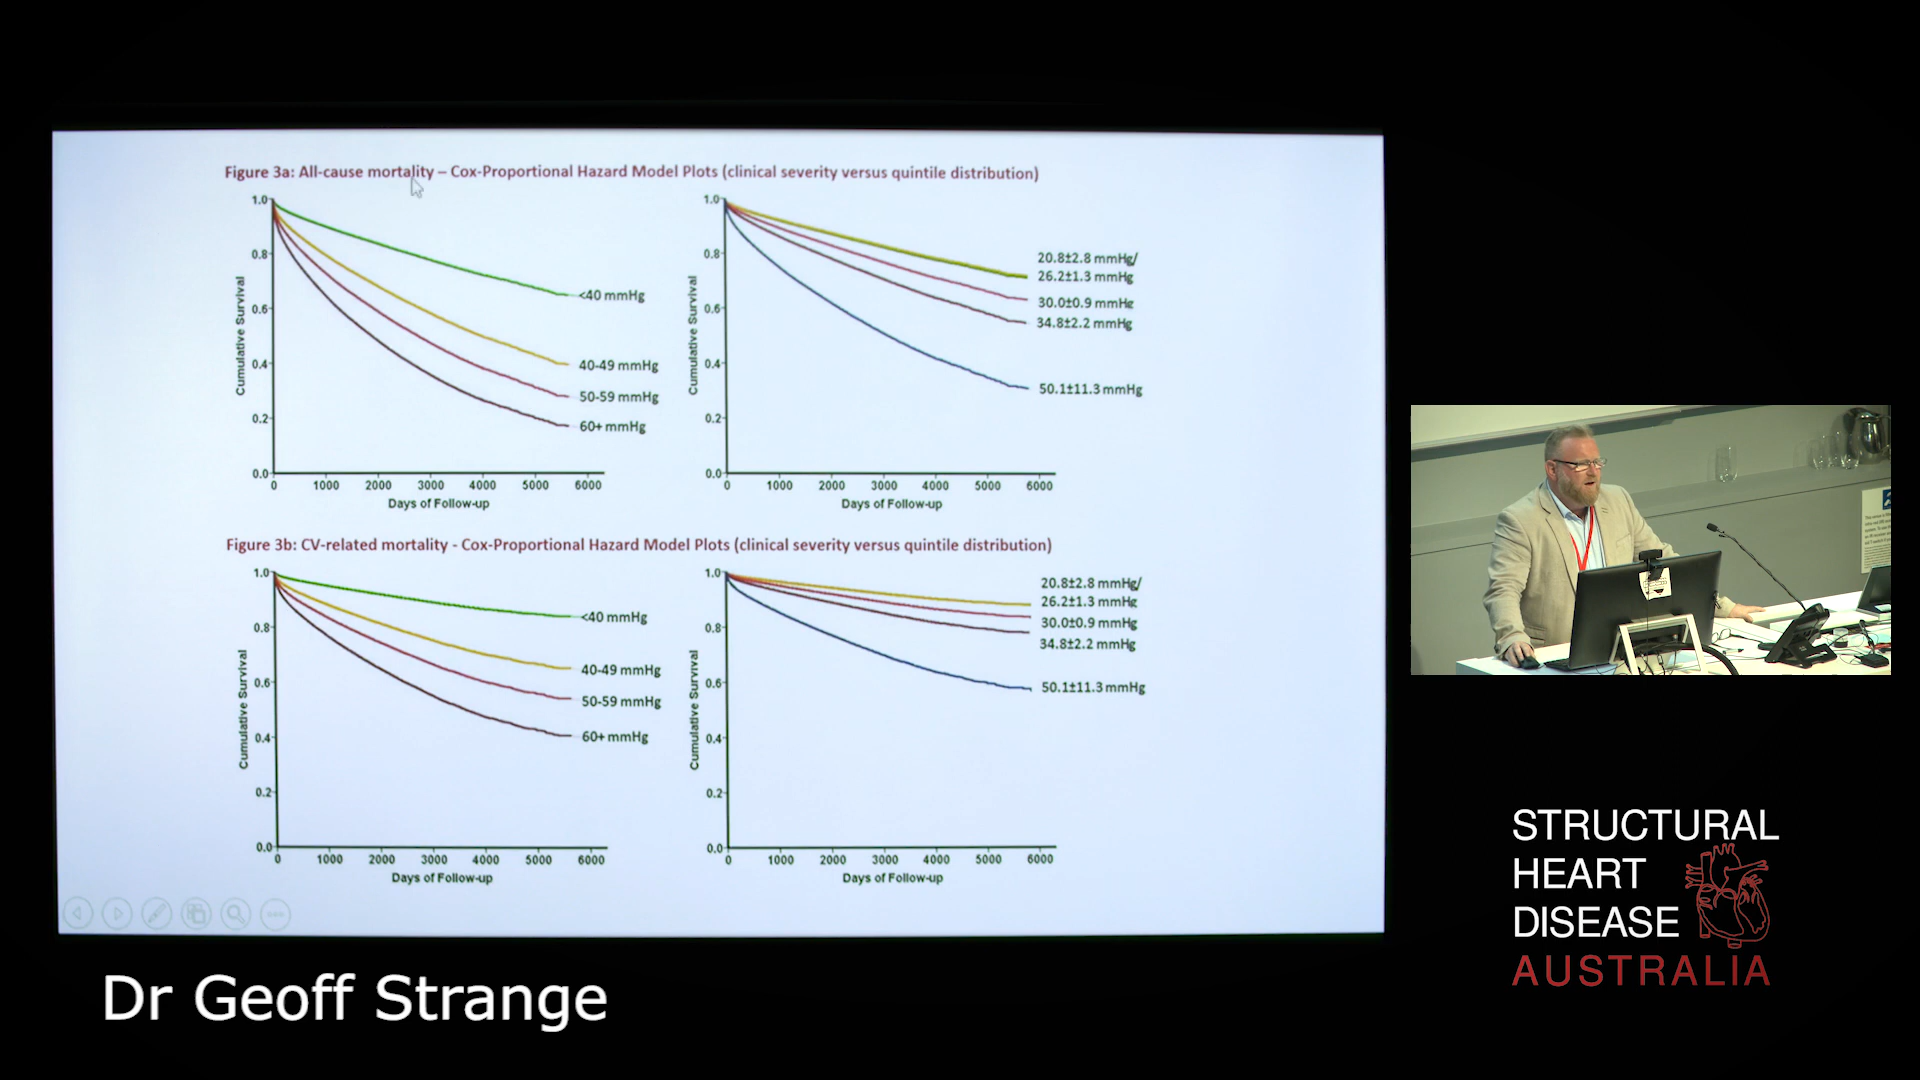 Figure 3a: All-cause mortality – Cox-Proportional Hazard Model Plots (clinical severity versus quintile distribution)
1.0
0.8
0.6
0.4
0.2
0.0
Cumulative Survival
<40 mmHg
40-49 mmHg
50-59 mmHg
60+ mmHg
0 1000 2000 3000 4000 5000 6000
Days of Follow-up
1.0
0.8
0.6
0.4
0.2
0.0
Cumulative Survival
20.8±2.8 mmHg/
26.2±1.3 mmHg
30.0±0.9 mmHg
34.8±2.2 mmHg
50.1±11.3 mmHg
0 1000 2000 3000 4000 5000 6000
Days of Follow-up
Figure 3b: CV-related mortality - Cox-Proportional Hazard Model Plots (clinical severity versus quintile distribution)
1.0
0.8
0.6
0.4
0.2
0.0
Cumulative Survival
<40 mmHg
40-49 mmHg
50-59 mmHg
60+ mmHg
0 1000 2000 3000 4000 5000 6000
Days of Follow-up
1.0
0.8
0.6
0.4
0.2
0.0
Cumulative Survival
20.8±2.8 mmHg/
26.2±1.3 mmHg
30.0±0.9 mmHg
34.8±2.2 mmHg
50.1±11.3 mmHg
0 1000 2000 3000 4000 5000 6000
Days of Follow-up
Dr Geoff Strange
STRUCTURAL
HEART
DISEASE
AUSTRALIA